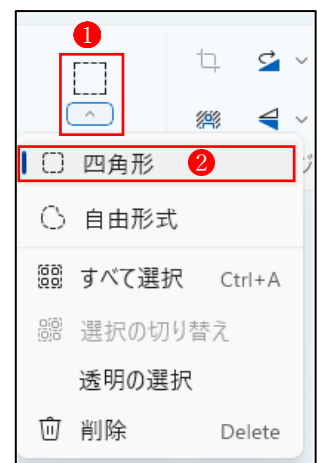 1
四角形 2
自由形式
すべて選択 Ctrl+A
選択の切り替え
透明の選択
削除 Delete